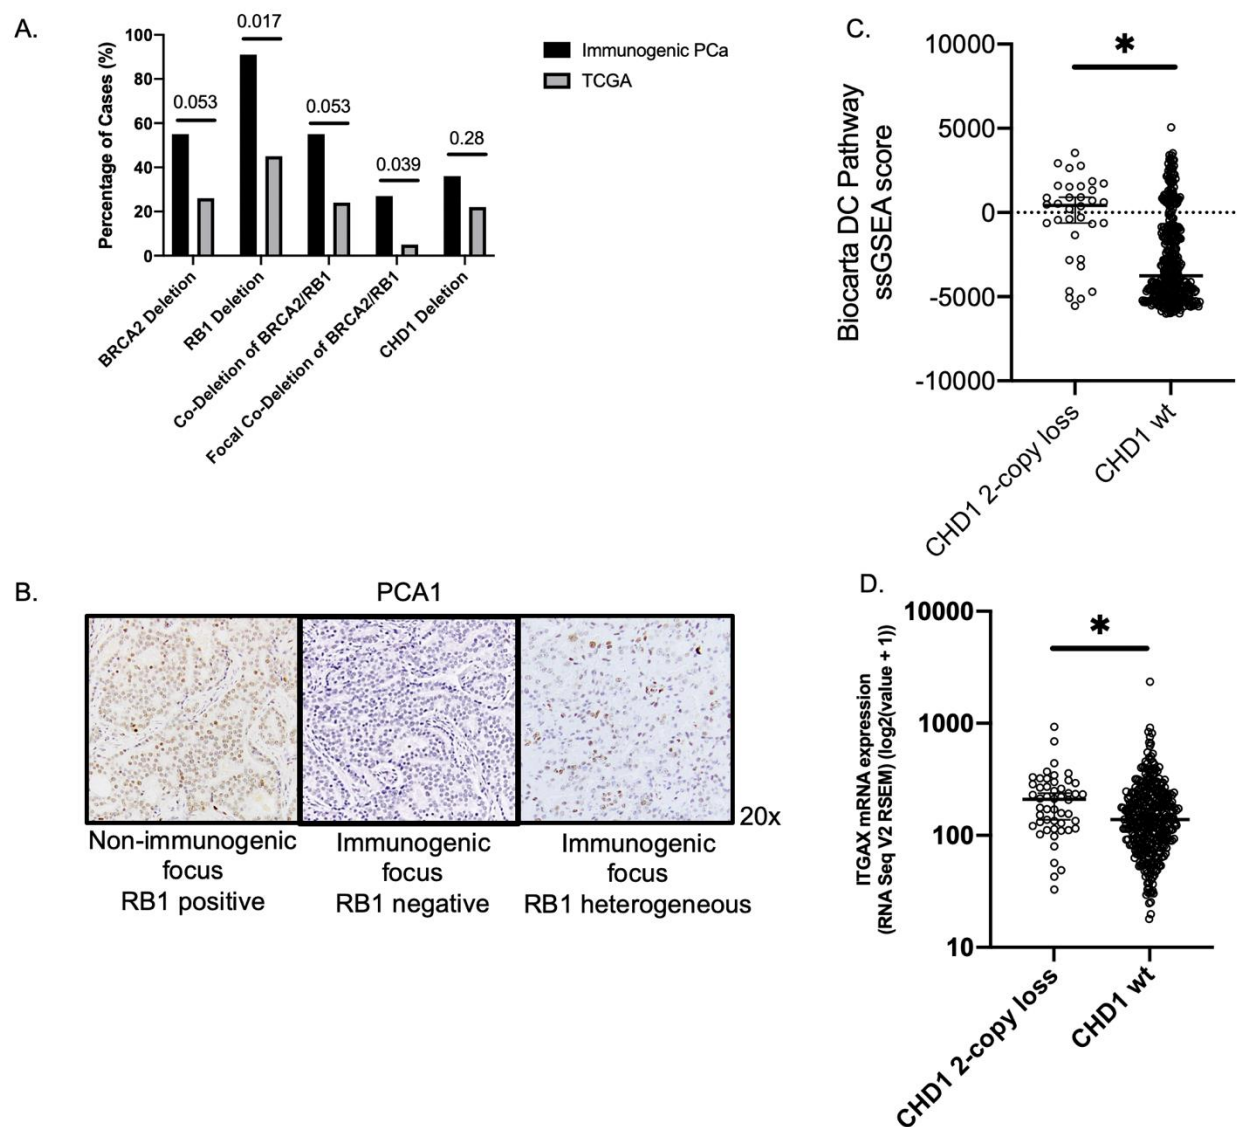 A.
0.017
0.053
0.053
0.039
0.28
100
80
60
40
20
0
Percentage of Cases (%)
BRCA2 Deletion
RB1 Deletion
Co-Deletion of BRCA2/RB1
Focal Co-Deletion of BRCA2/RB1
CHD1 Deletion
Immunogenic PCa
TCGA
B.
PCA1
Non-immunogenic
focus
RB1 positive
Immunogenic
focus
RB1 negative
Immunogenic
focus
RB1 heterogeneous
20x
C.
*
10000
5000
0
-5000
-10000
Biocarta DC Pathway
ssGSEA score
CHD1 2-copy loss
CHD1 wt
D.
*
10000
1000
100
10
ITGAX mRNA expression
(RNA Seq V2 RSEM) (log2(value + 1))
CHD1 2-copy loss
CHD1 wt